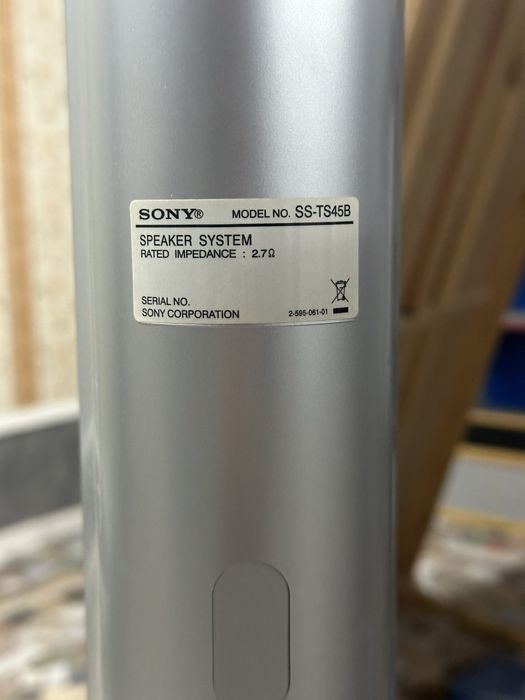 SONY® MODEL NO. SS-TS45B
SPEAKER SYSTEM
RATED IMPEDANCE : 2.7Ω
SERIAL NO.
SONY CORPORATION 2-595-061-01